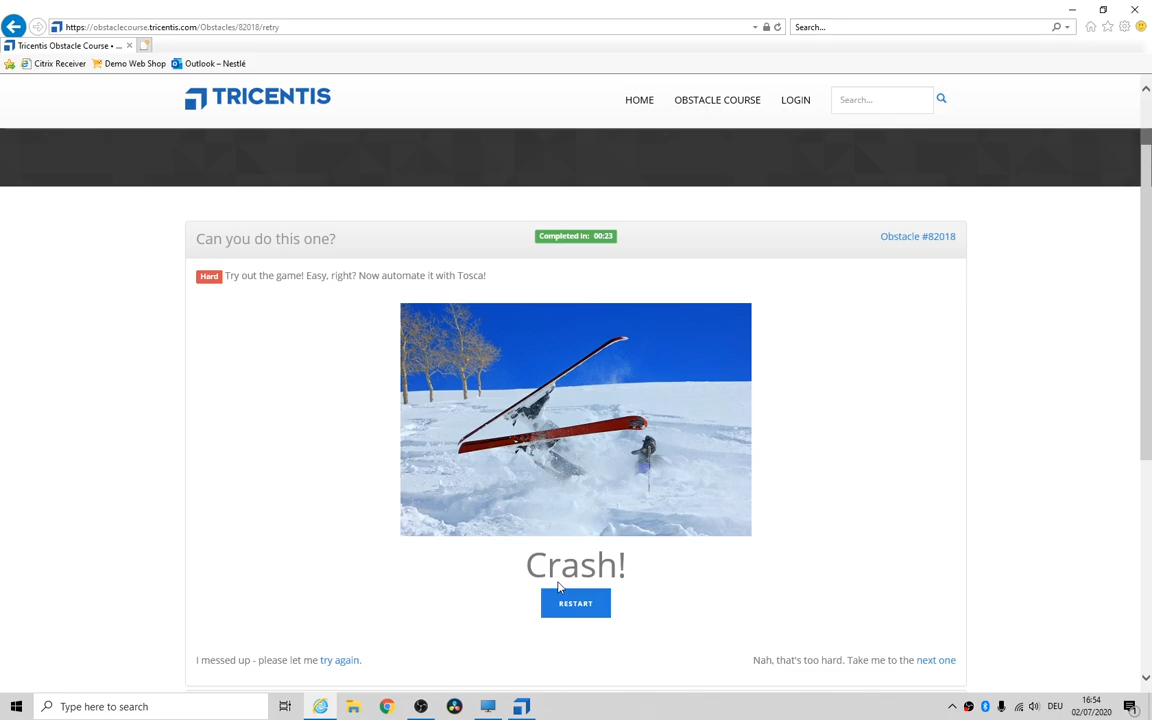 https://obstaclecourse.tricentis.com/Obstacles/82018/retry
Search...
Tricentis Obstacle Course • ...
Citrix Receiver
Demo Web Shop
Outlook – Nestlé
TRICENTIS
HOME
OBSTACLE COURSE
LOGIN
Search...
Can you do this one?
Completed in: 00:23
Obstacle #82018
Hard Try out the game! Easy, right? Now automate it with Tosca!
Crash!
RESTART
I messed up - please let me try again.
Nah, that's too hard. Take me to the next one
Type here to search
DEU
16:54
02/07/2020